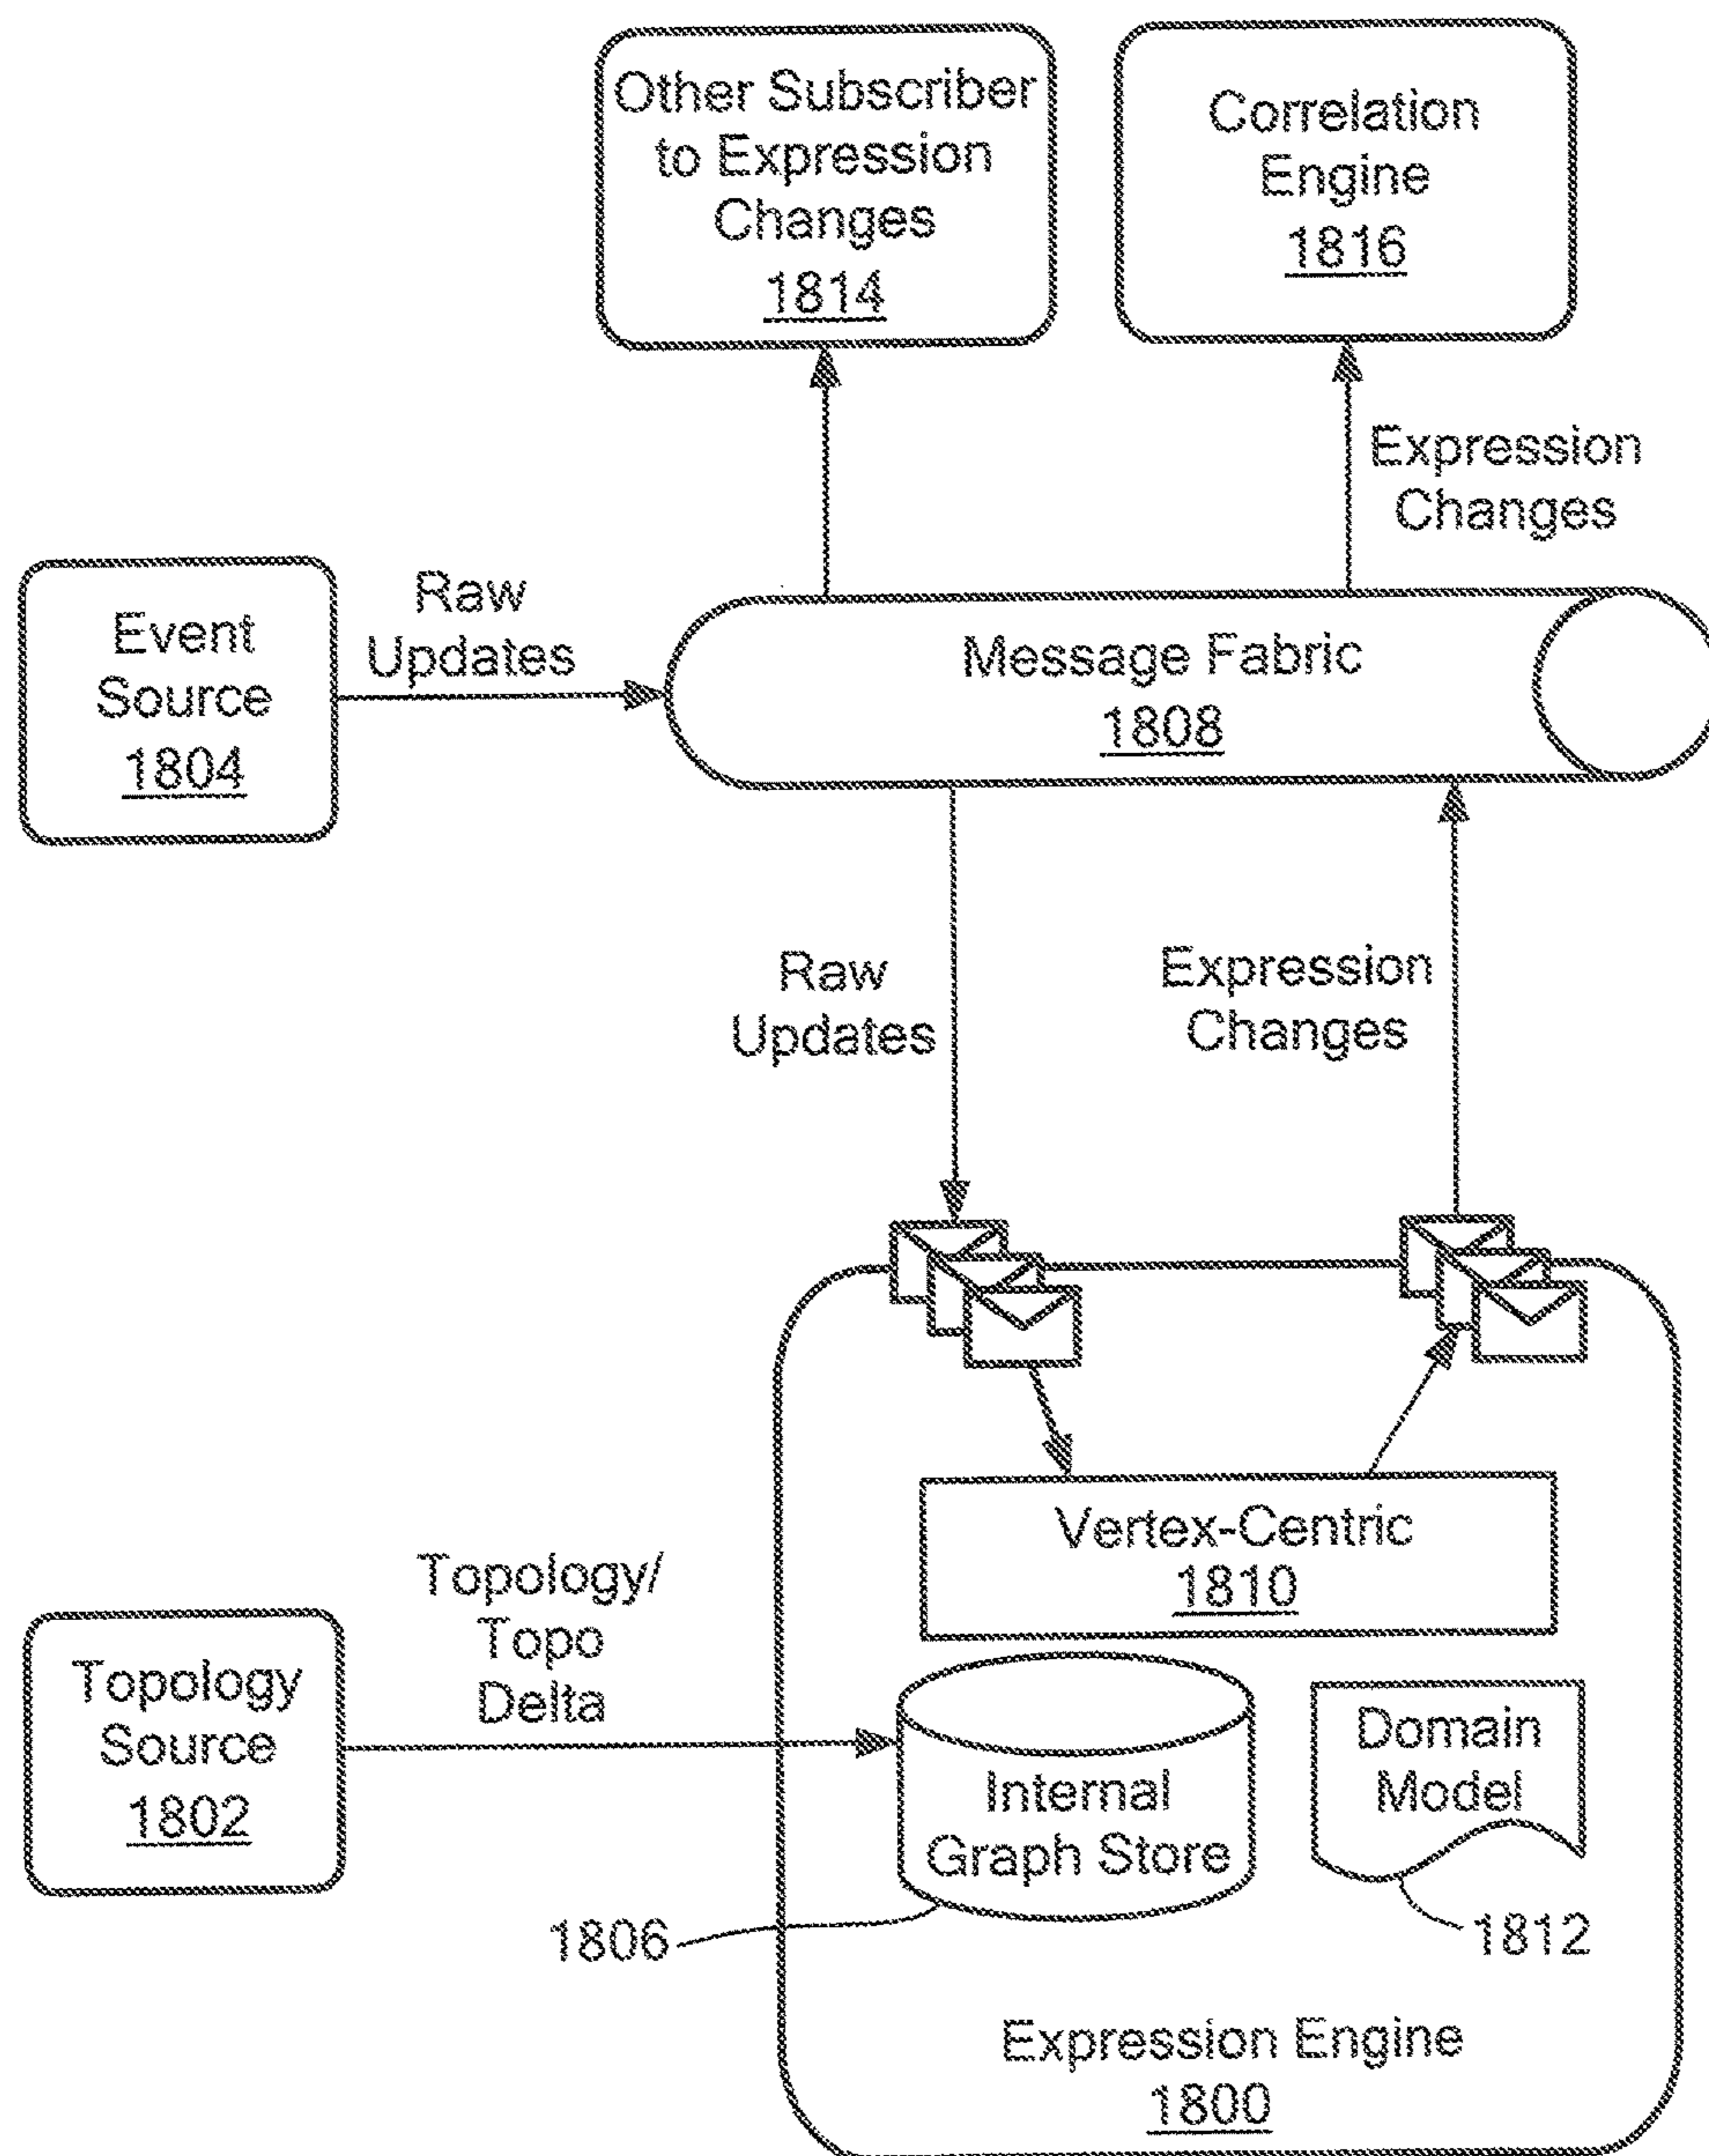 Other Subscriber
to Expression
Changes
1814
Correlation
Engine
1816
Expression
Changes
Event
Source
1804
Raw
Updates
Message Fabric
1808
Raw
Updates
Expression
Changes
Vertex-Centric
1810
Topology/
Topo
Delta
Topology
Source
1802
Internal
Graph Store
1806
Domain
Model
1812
Expression Engine
1800